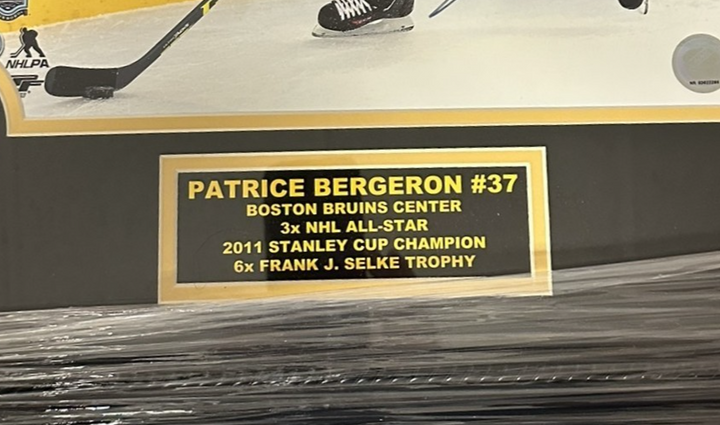 NHLPA
PATRICE BERGERON #37
BOSTON BRUINS CENTER
3x NHL ALL-STAR
2011 STANLEY CUP CHAMPION
6x FRANK J. SELKE TROPHY